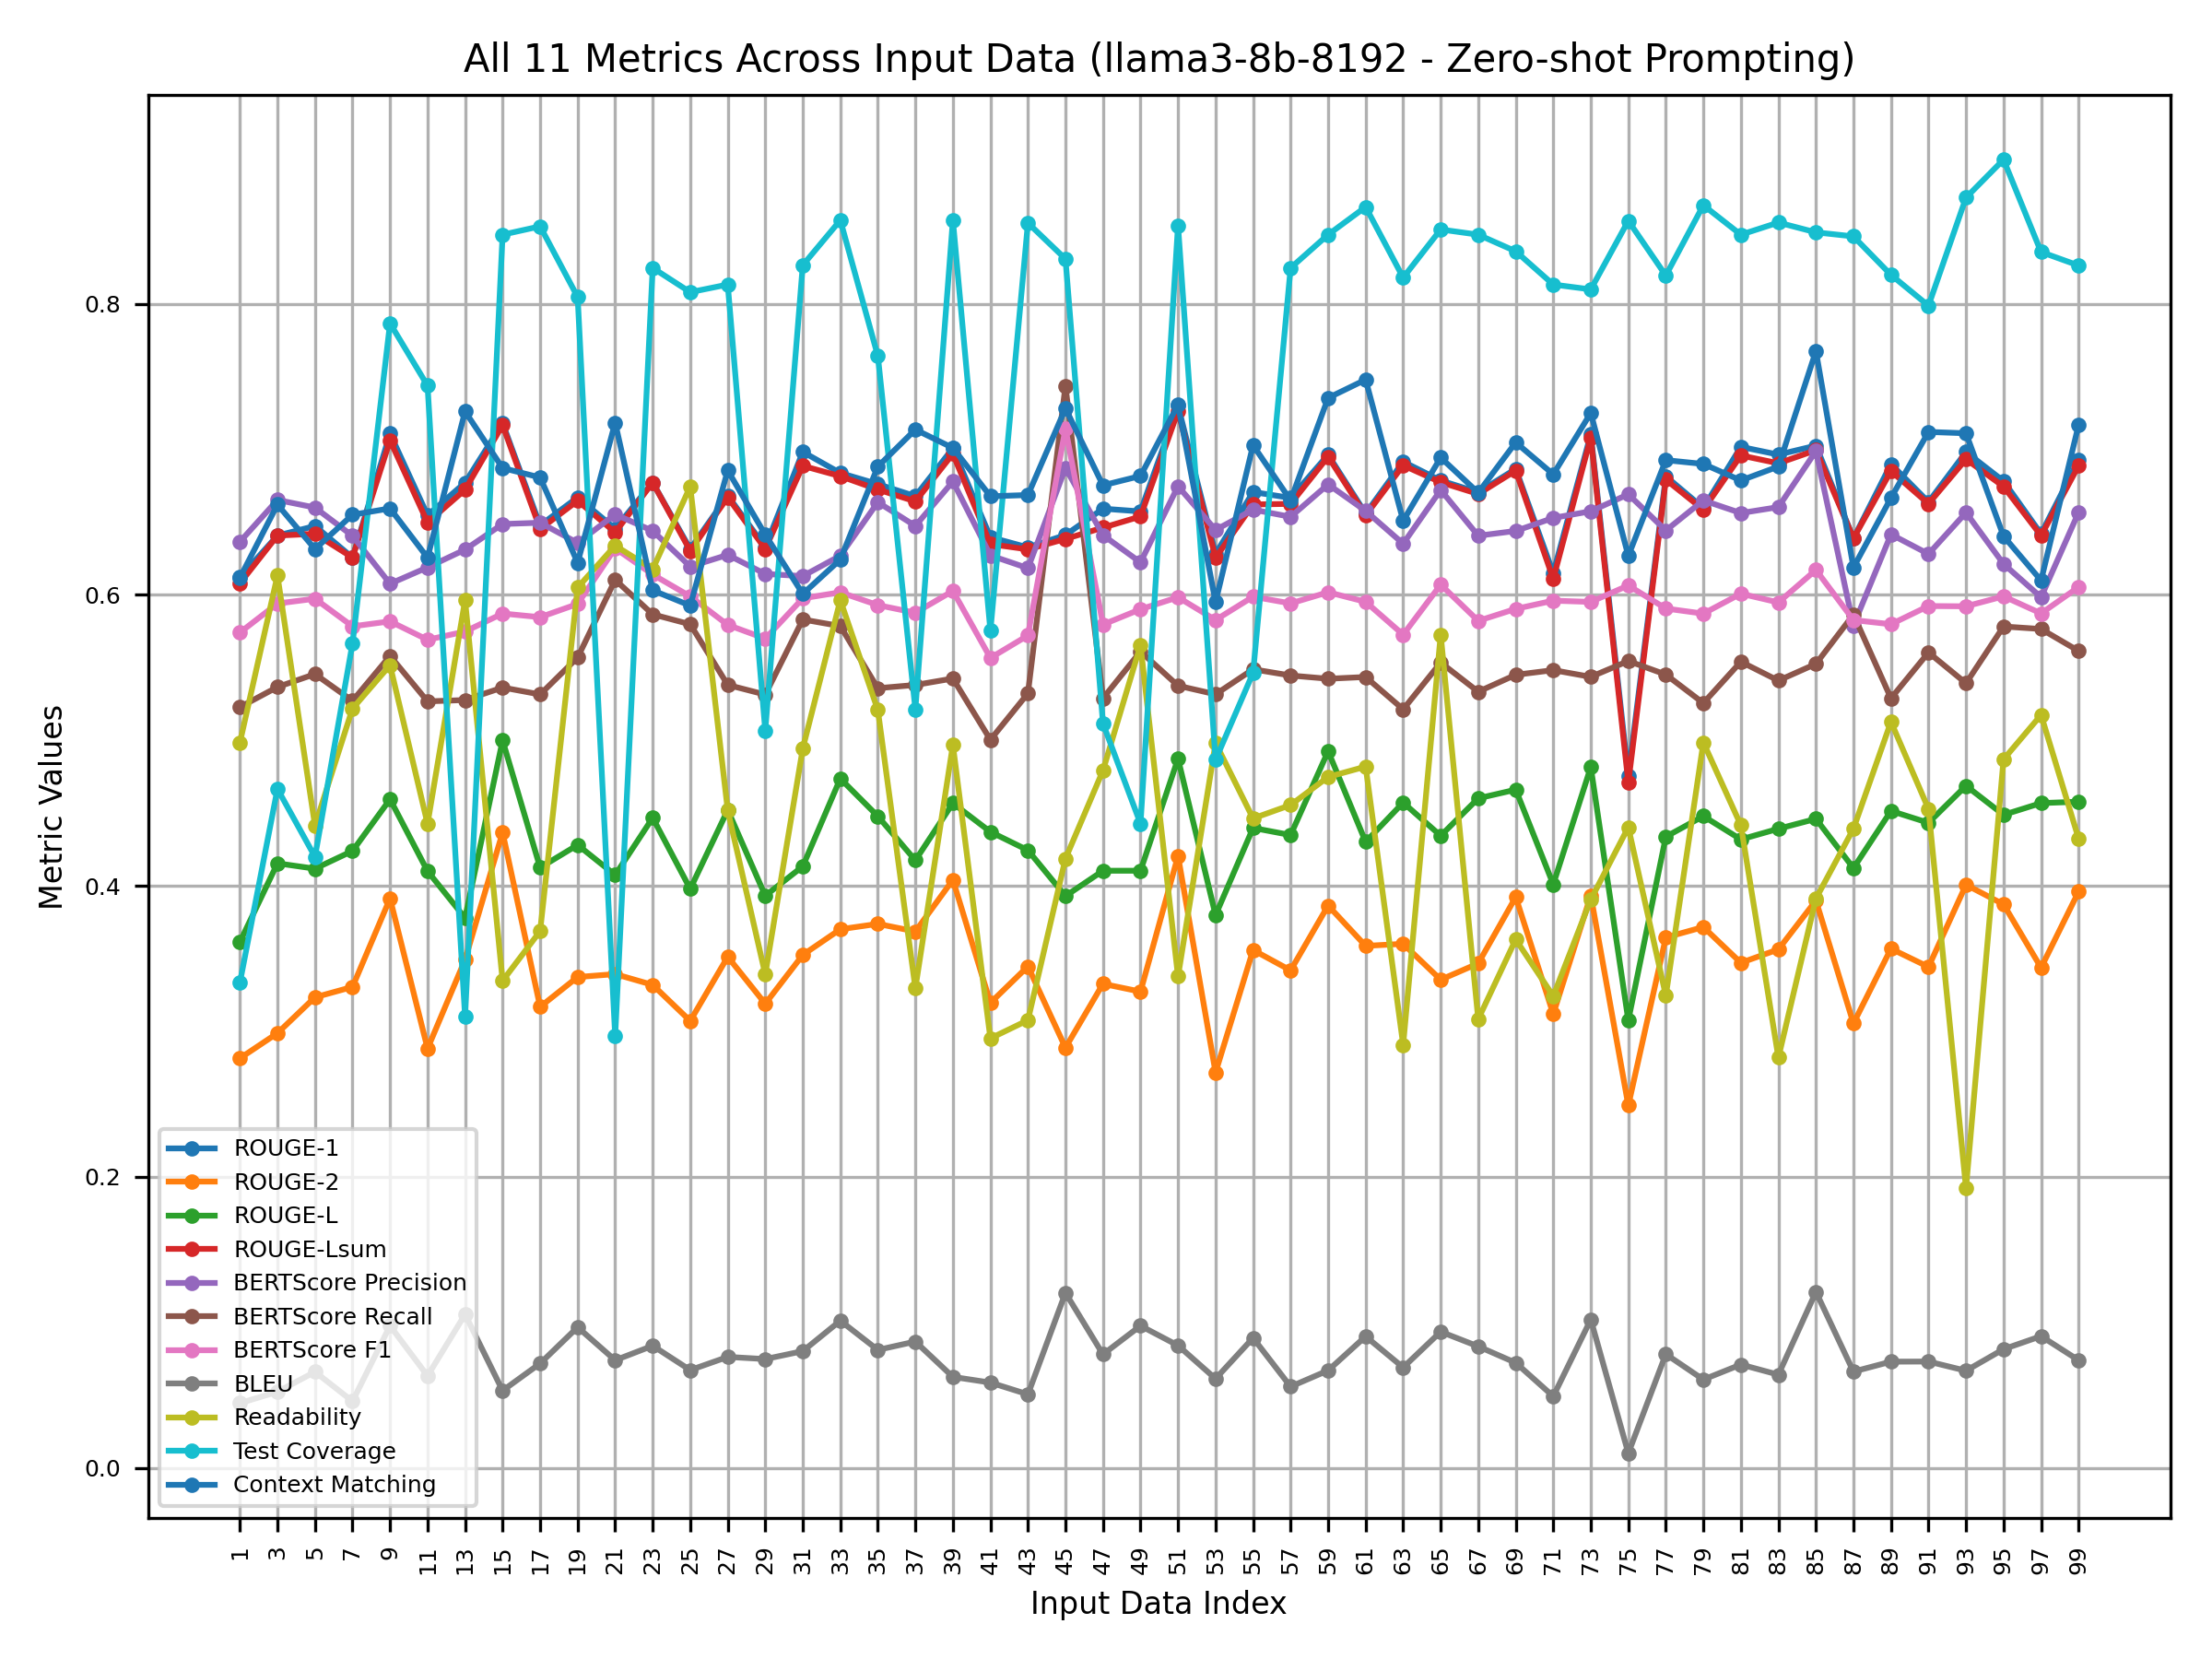 All 11 Metrics Across Input Data (llama3-8b-8192 - Zero-shot Prompting)
Metric Values
0.8
0.6
0.4
0.2
0.0
ROUGE-1
ROUGE-2
ROUGE-L
ROUGE-Lsum
BERTScore Precision
BERTScore Recall
BERTScore F1
BLEU
Readability
Test Coverage
Context Matching
1 3 5 7 9 11 13 15 17 19 21 23 25 27 29 31 33 35 37 39 41 43 45 47 49 51 53 55 57 59 61 63 65 67 69 71 73 75 77 79 81 83 85 87 89 91 93 95 97 99
Input Data Index